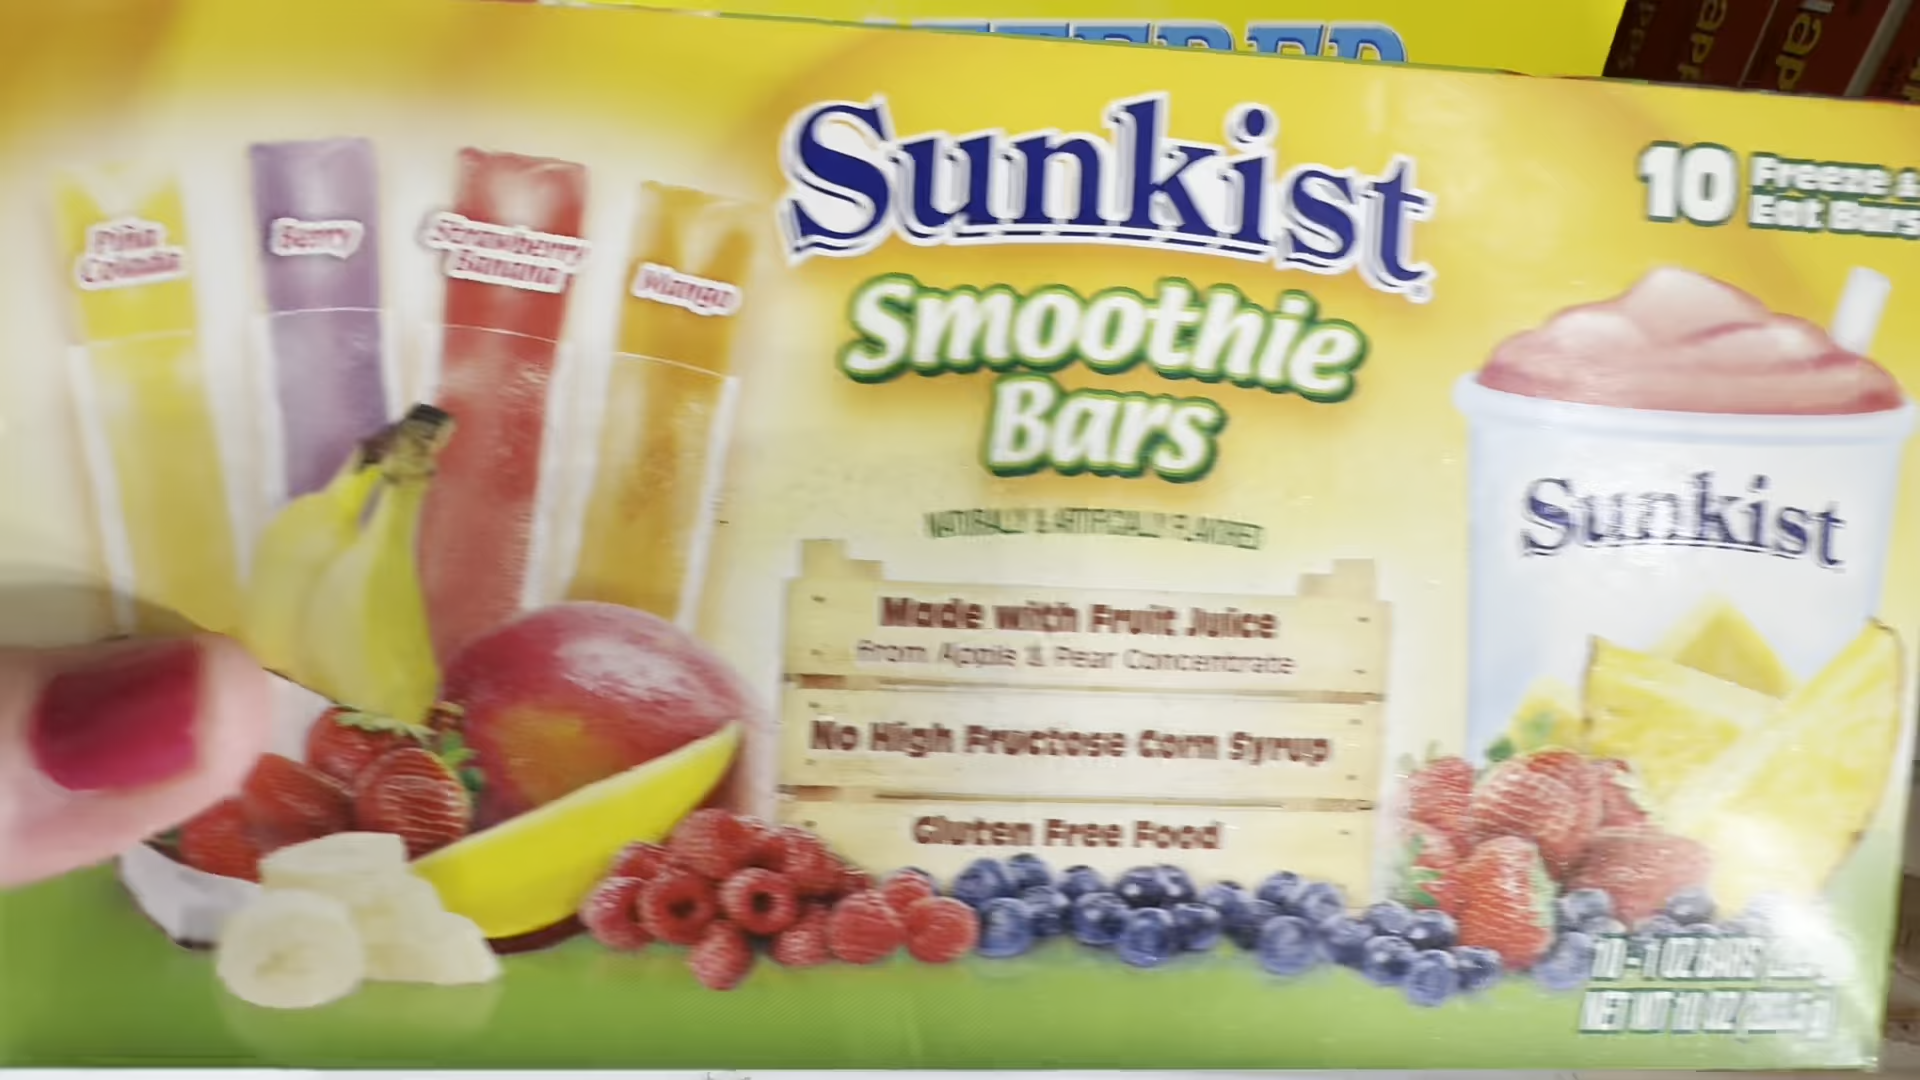 Piña
Colada
Berry
Strawberry
Banana
Mango
Sunkist
Smoothie
Bars
NATURALLY & ARTIFICIALLY FLAVORED
Made with Fruit Juice
From Apple & Pear Concentrate
No High Fructose Corn Syrup
Gluten Free Food
10 Freeze &
Eat Bars
Sunkist
10 - 1 OZ BARS
NET WT 10 OZ